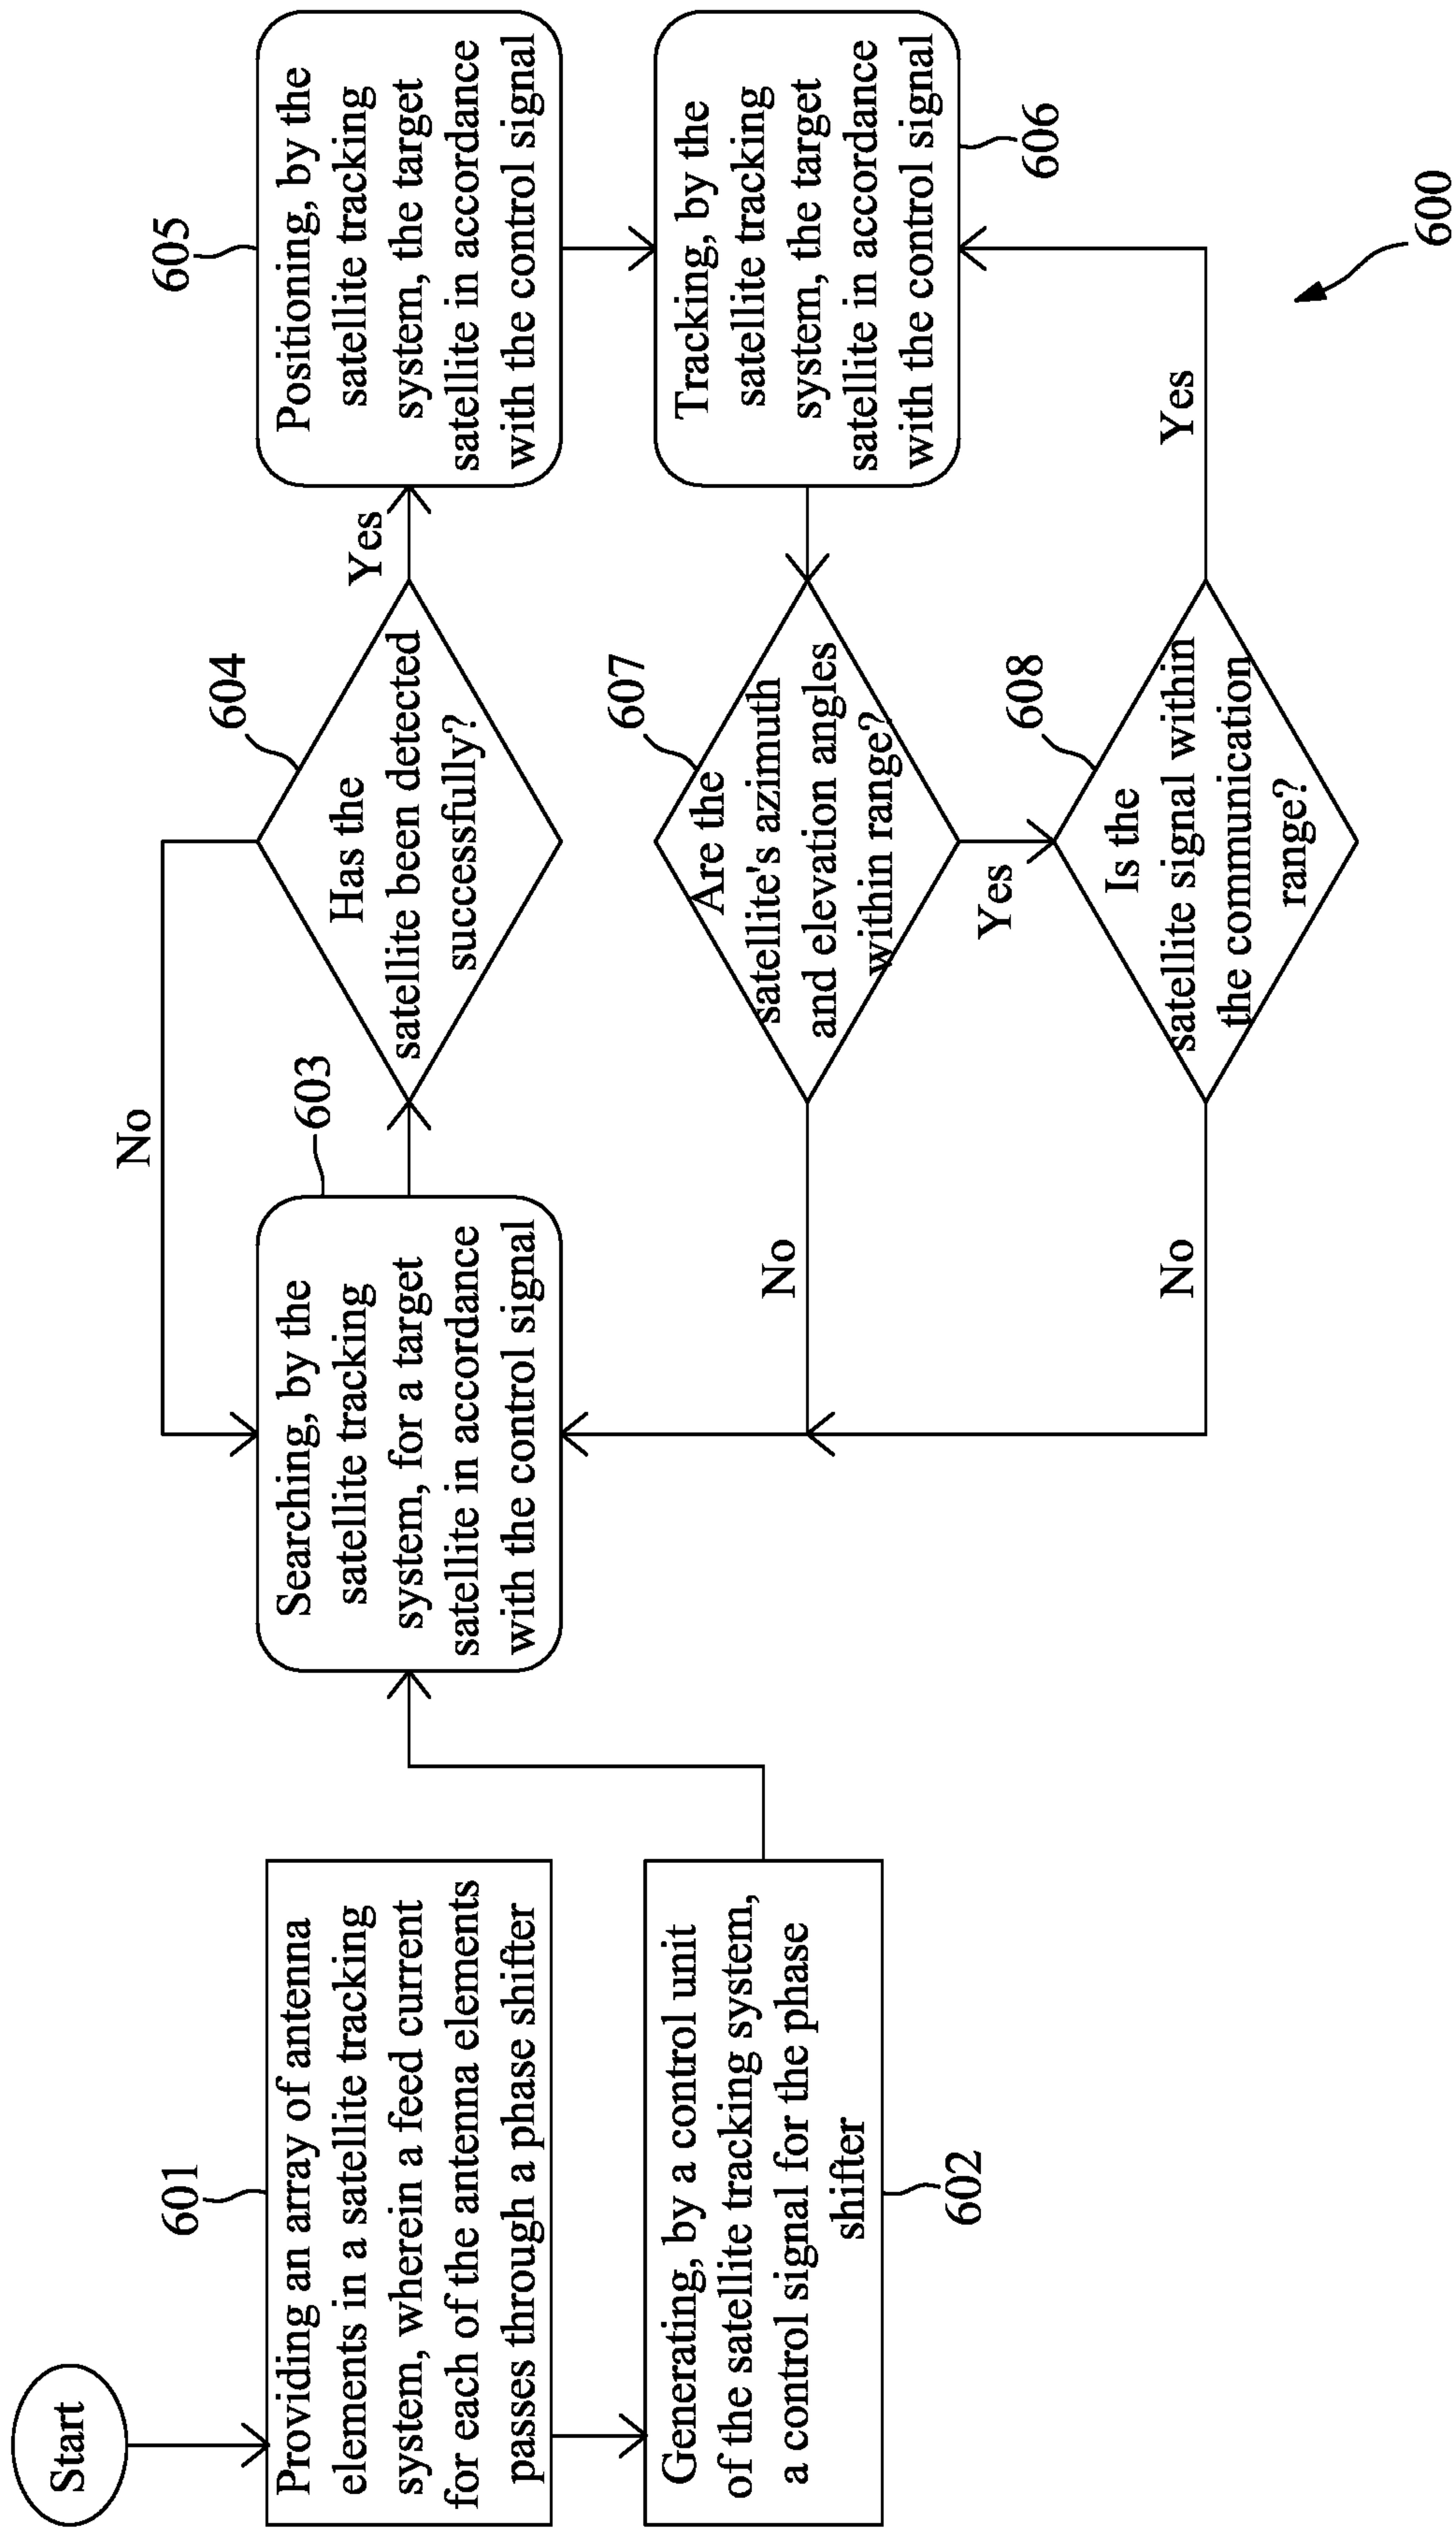 Start
601
Providing an array of antenna
elements in a satellite tracking
system, wherein a feed current
for each of the antenna elements
passes through a phase shifter
Generating, by a control unit
of the satellite tracking system,
a control signal for the phase
shifter
602
603
Searching, by the
satellite tracking
system, for a target
satellite in accordance
with the control signal
No
604
Has the
satellite been detected
successfully?
Yes
605
Positioning, by the
satellite tracking
system, the target
satellite in accordance
with the control signal
Tracking, by the
satellite tracking
system, the target
satellite in accordance
with the control signal
606
607
Are the
satellite's azimuth
and elevation angles
within range?
No
Yes
608
Is the
satellite signal within
the communication
range?
No
Yes
600